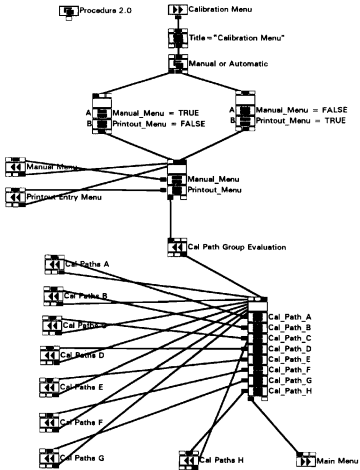 Procedure 2.0
Calibration Menu
Title="Calibration Menu"
Manual or Automatic
A Manual_Menu = TRUE
B Printout_Menu = FALSE
A Manual_Menu = FALSE
B Printout_Menu = TRUE
Manual Menu
Manual_Menu
Printout_Menu
Printout Entry Menu
Cal Path Group Evaluation
Cal Paths A
Cal Paths B
Cal Paths
Cal Paths D
Cal Paths E
Cal Paths F
Cal Paths G
Cal_Path_A
Cal_Path_B
Cal_Path_C
Cal_Path_D
Cal_Path_E
Cal_Path_F
Cal_Path_G
Cal_Path_H
Cal Paths H
Main Menu